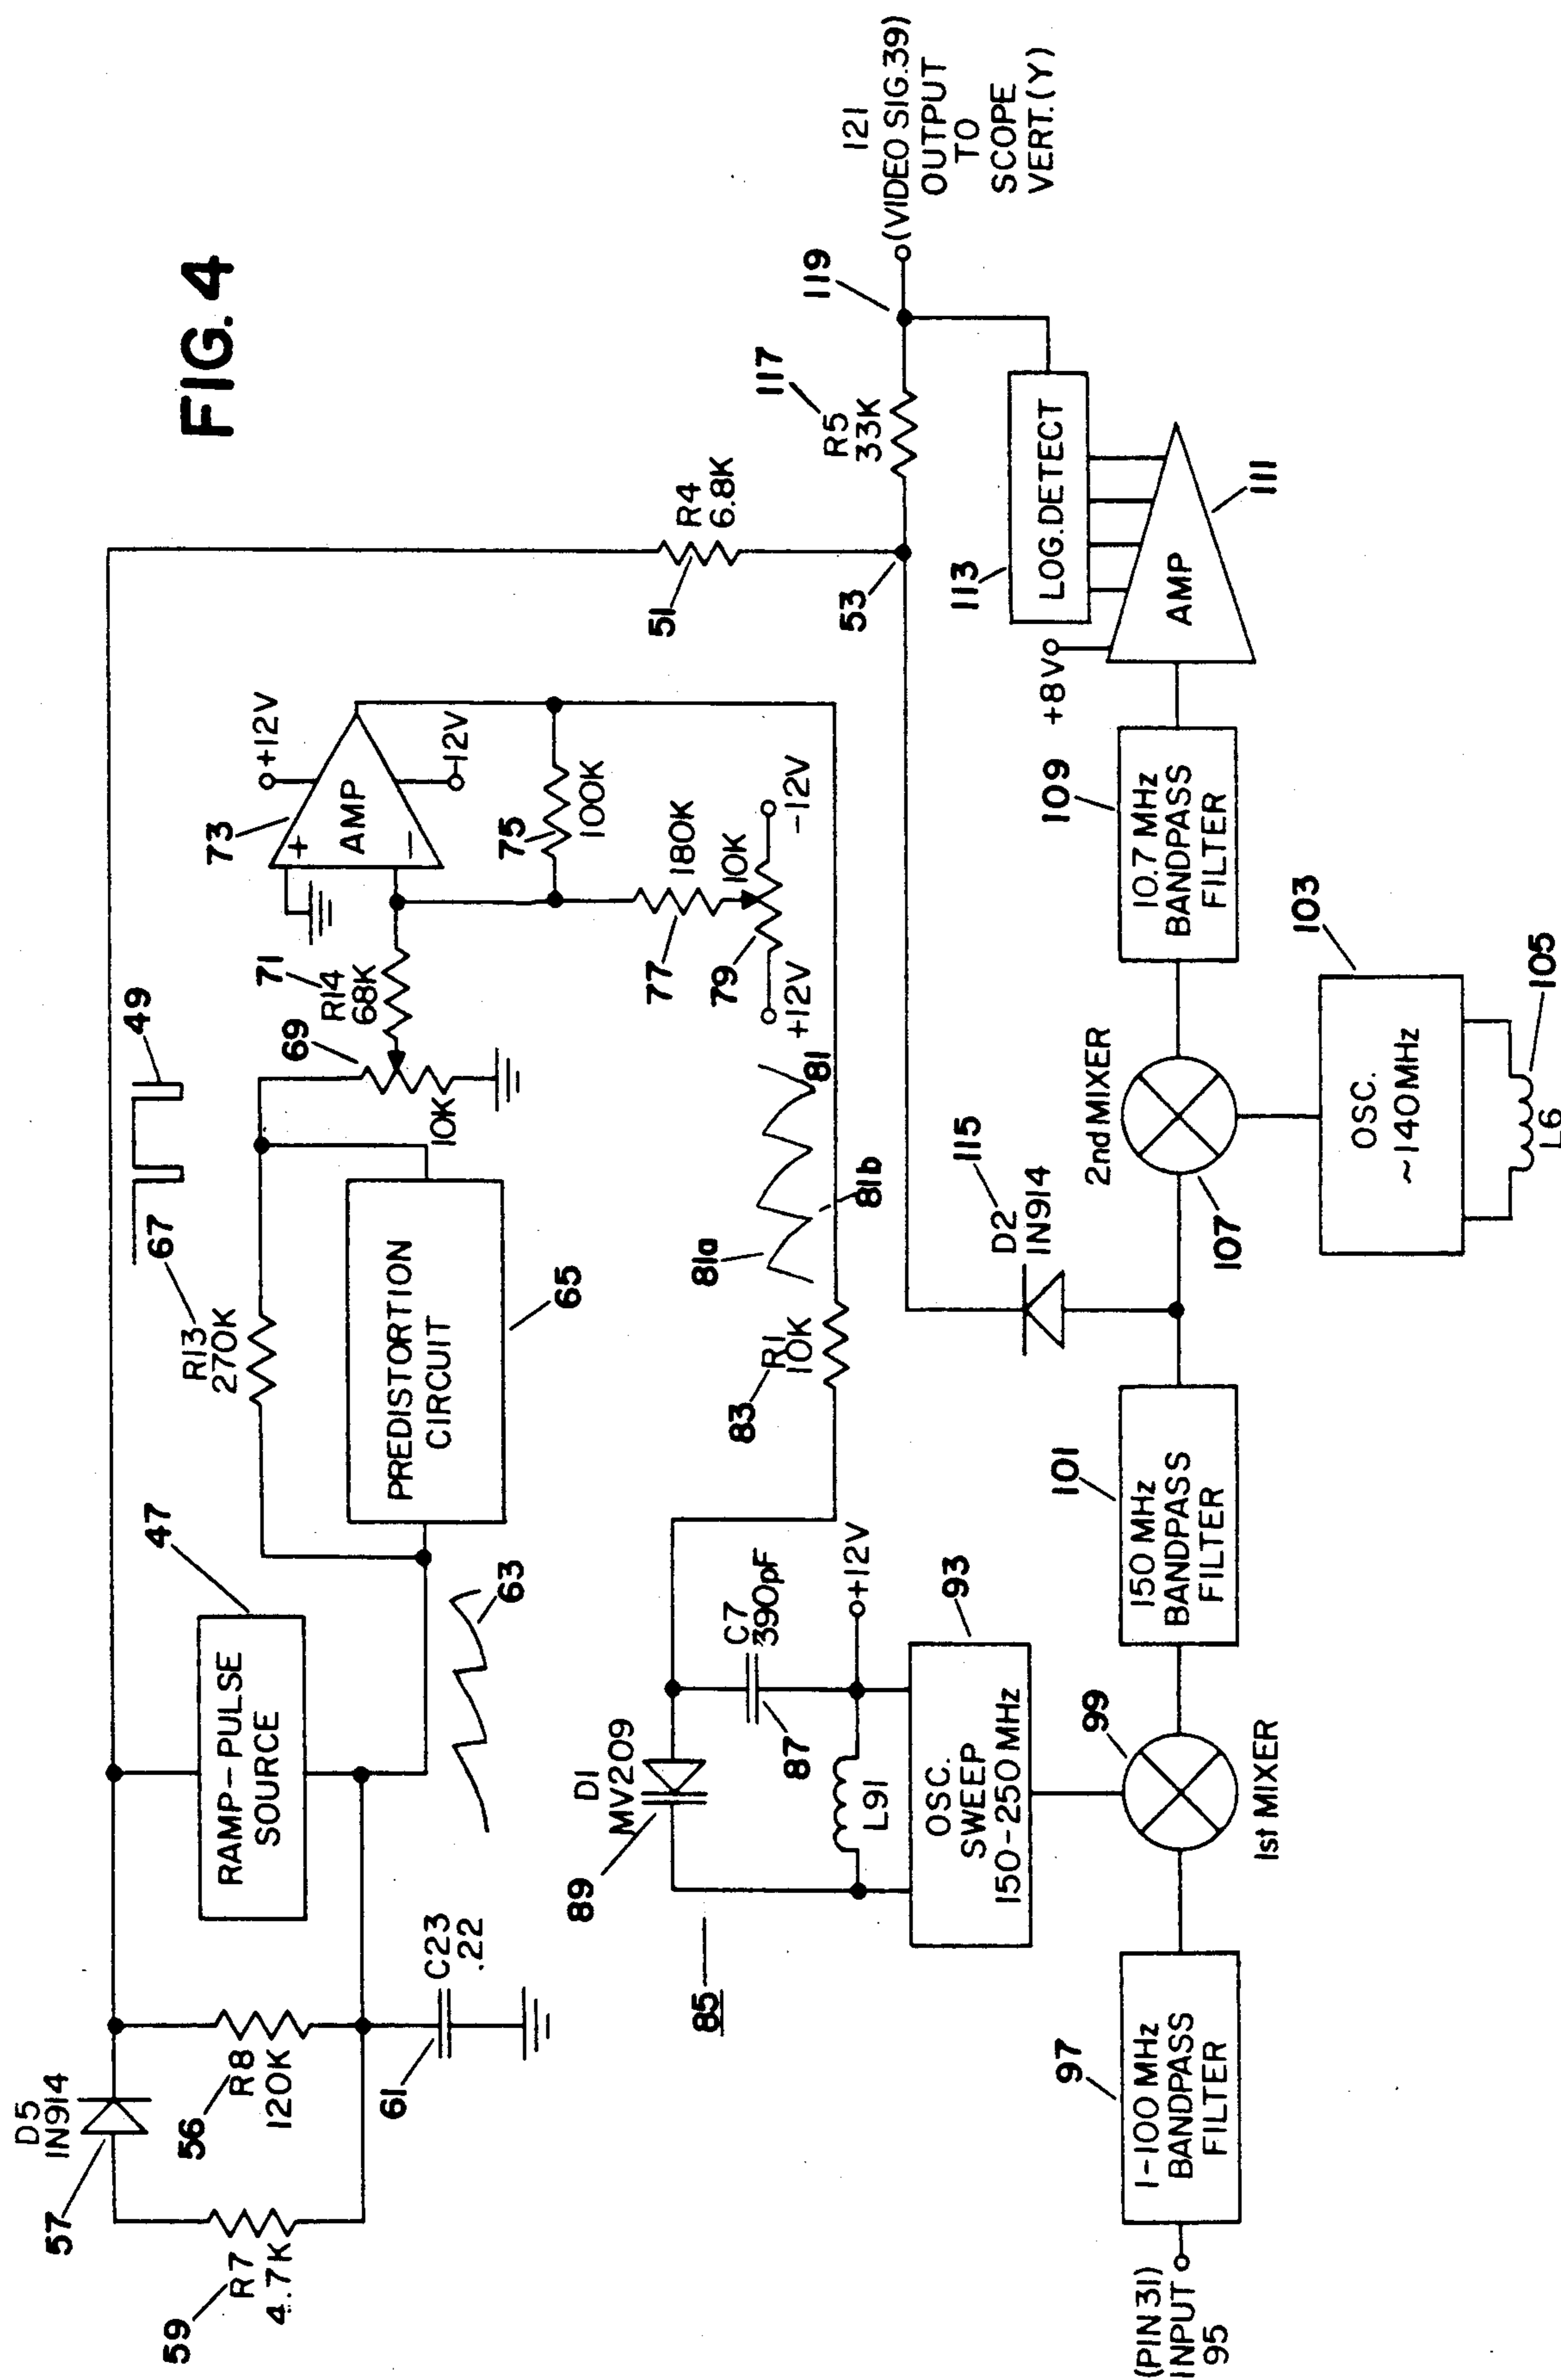 FIG. 4
D5
IN914
57
59
R7
4.7K
56
R8
120K
61
C23
.22
RAMP-PULSE
SOURCE
47
63
67
R13
270K
49
PREDISTORTION
CIRCUIT
65
69
10K
71
R14
68K
73
+
AMP
−
+12V
-12V
75
100K
77
180K
79
10K
+12V
-12V
51
R4
6.8K
53
81
81a
81b
83
R1
10K
85
89
D1
MV209
C7
390pF
87
L91
+12V
OSC.
SWEEP
150-250MHz
93
(PIN 31)
INPUT
95
97
1-100 MHz
BANDPASS
FILTER
99
1st MIXER
101
150 MHz
BANDPASS
FILTER
115
D2
IN914
2nd MIXER
107
OSC.
~140MHz
103
105
L6
109
10.7 MHz
BANDPASS
FILTER
+8V
AMP
111
113
LOG.DETECT
117
R5
33K
119
121
(VIDEO SIG.39)
OUTPUT
TO
SCOPE
VERT.(Y)